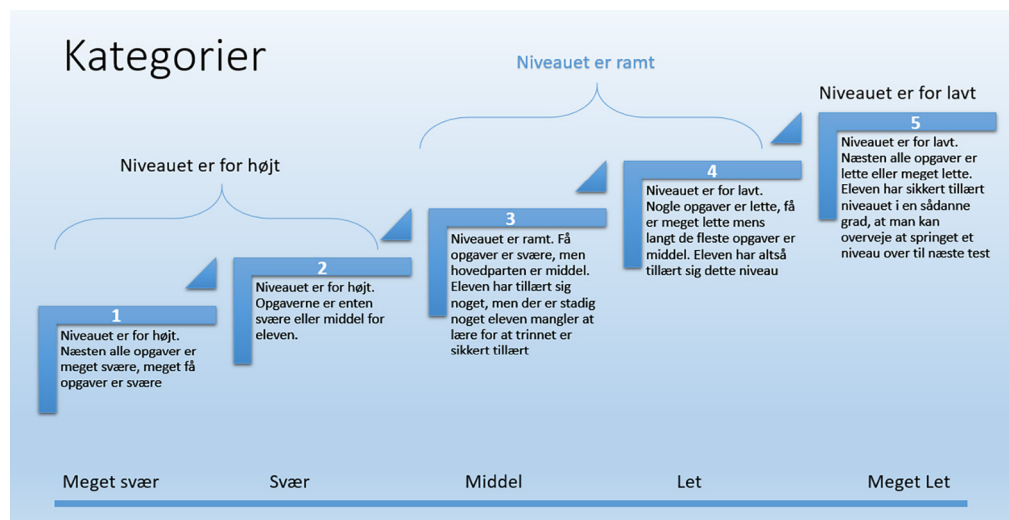 Kategorier
Niveauet er for højt
Niveauet er ramt
Niveauet er for lavt
1
Niveauet er for højt.
Næsten alle opgaver er
meget svære, meget få
opgaver er svære
2
Niveauet er for højt.
Opgaverne er enten
svære eller middel for
eleven.
3
Niveauet er ramt. Få
opgaver er svære, men
hovedparten er middel.
Eleven har tillært sig
noget, men der er stadig
noget eleven mangler at
lære for at trinnet er
sikkert tillært
4
Niveauet er for lavt.
Nogle opgaver er lette, få
er meget lette mens
langt de fleste opgaver er
middel. Eleven har altså
tillært sig dette niveau
5
Niveauet er for lavt.
Næsten alle opgaver er
lette eller meget lette.
Eleven har sikkert tillært
niveauet i en sådanne
grad, at man kan
overveje at springet et
niveau over til næste test
Meget svær
Svær
Middel
Let
Meget Let